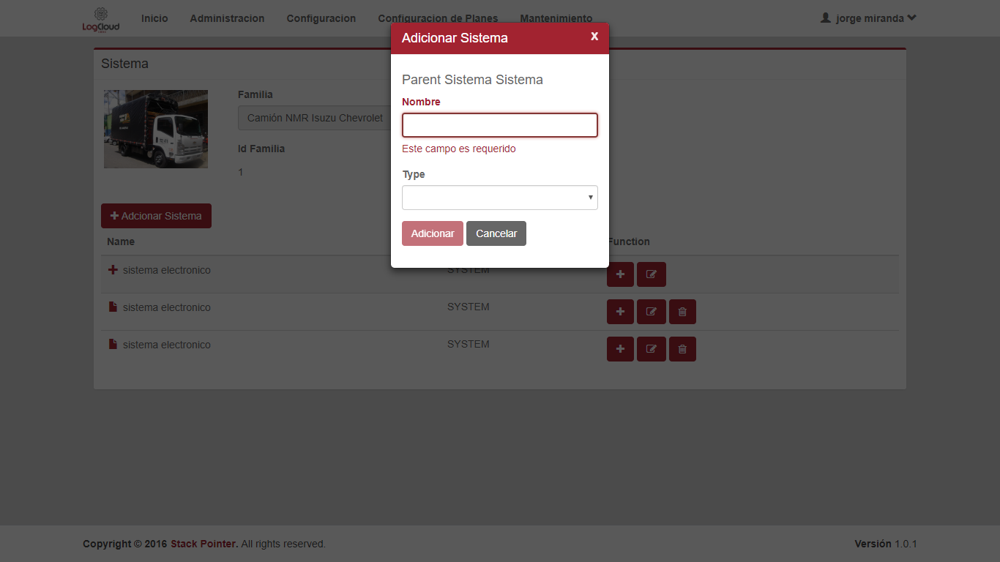 LogCloud
Inicio Administracion Configuracion Configuracion de Planes Mantenimiento jorge miranda
Adicionar Sistema x
Sistema
Parent Sistema Sistema
Familia
Nombre
Camión NMR Isuzu Chevrolet
Este campo es requerido
Id Familia
1
Type
Adcionar Sistema
Adicionar Cancelar
Name Function
sistema electronico SYSTEM
sistema electronico SYSTEM
sistema electronico SYSTEM
Copyright © 2016 Stack Pointer. All rights reserved. Versión 1.0.1